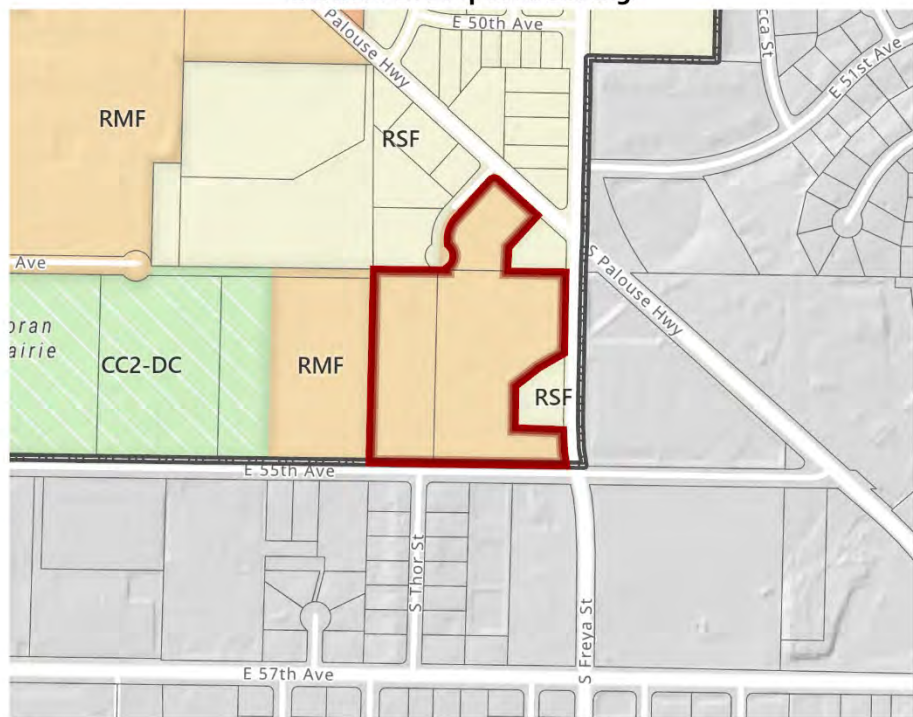 E 50th Ave
Palouse Hwy
E 51st Ave
RMF
RSF
Ave
S Palouse Hwy
CC2-DC
RMF
RSF
E 55th Ave
S Thor St
S Freya St
E 57th Ave